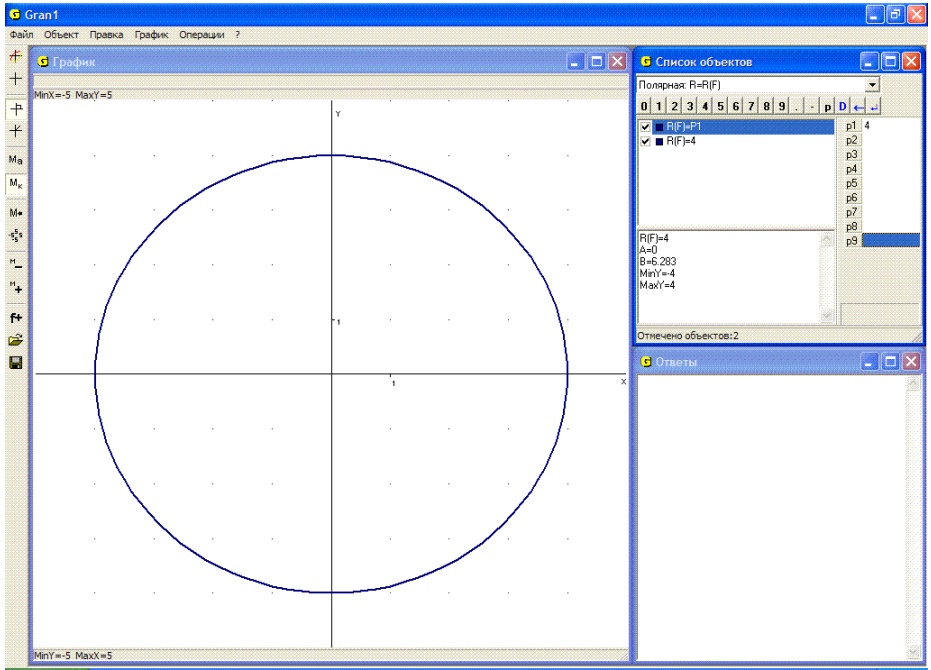 Gran1
Файл Объект Правка График Операции ?
График
MinX=-5 MaxY=5
Y
1
1
X
MinY=-5 MaxX=5
Ma
Mк
M•
-s s s s
M
M
f+
Список объектов
Полярная: R=R(F)
0 1 2 3 4 5 6 7 8 9 . - p D ←
R(F)=P1
R(F)=4
p1 4
p2
p3
p4
p5
p6
p7
p8
p9
R(F)=4
A=0
B=6.283
MinY=-4
MaxY=4
Отмечено объектов:2
Ответы